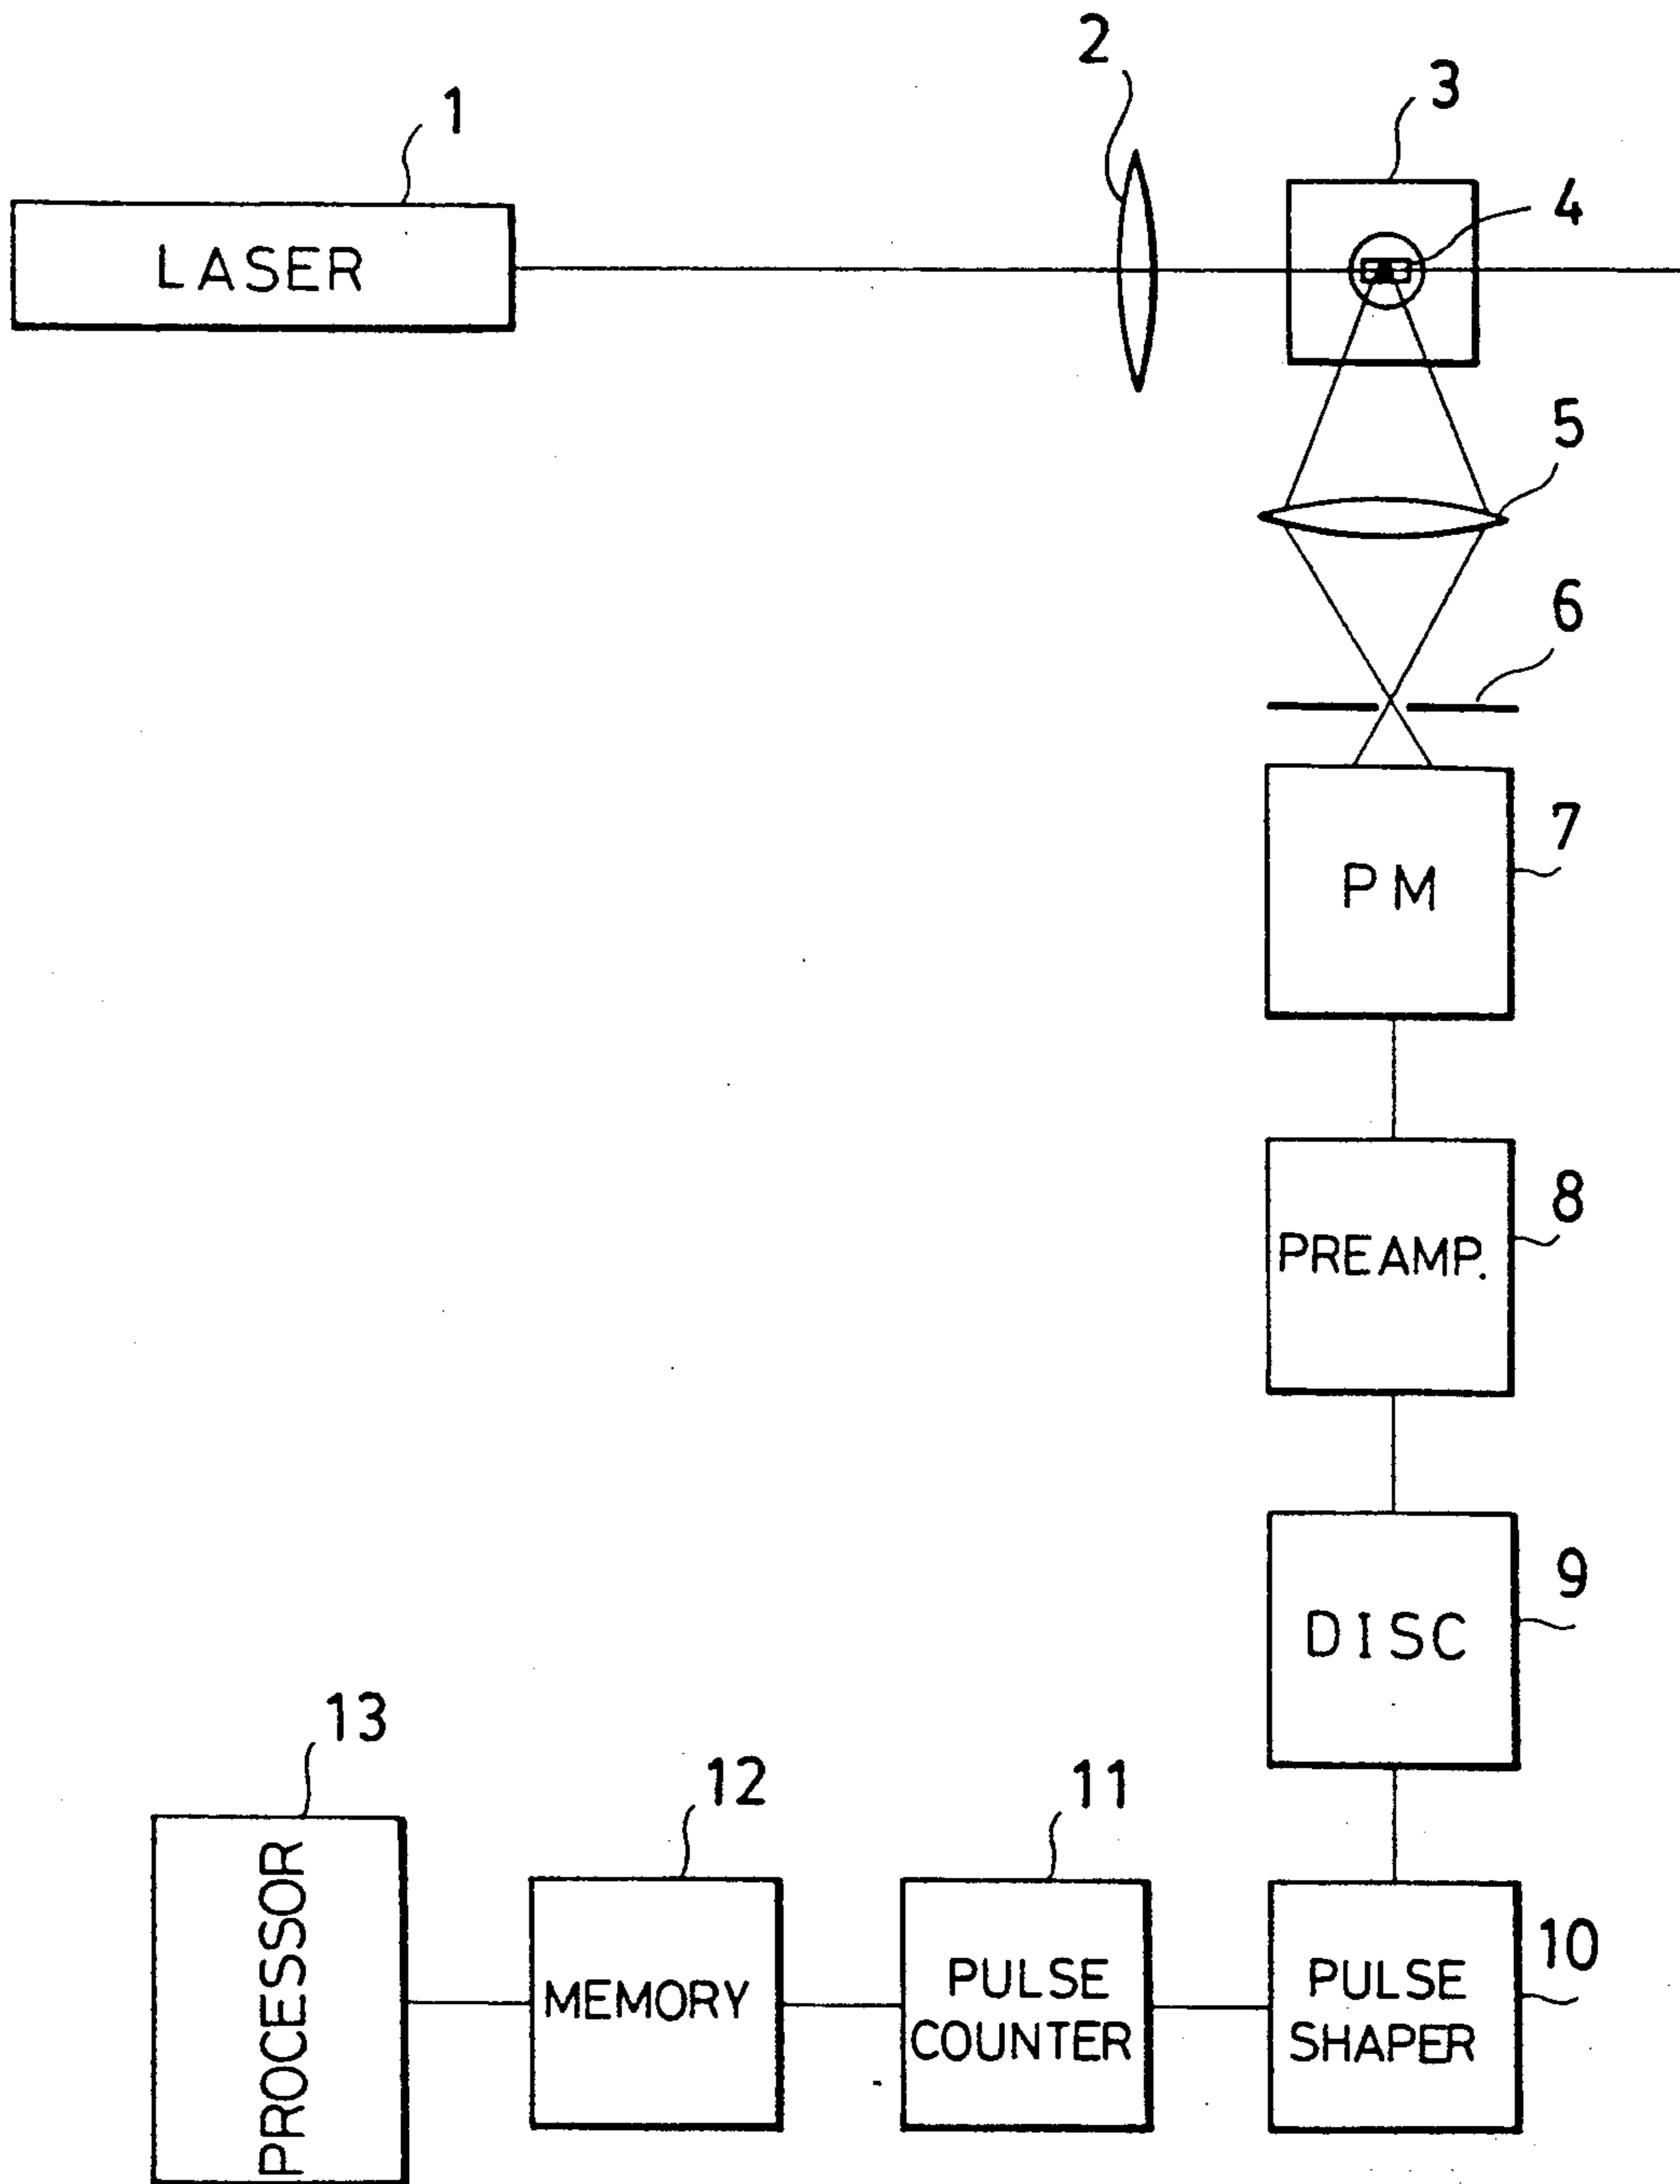 2
3
1
4
LASER
5
6
7
PM
8
PREAMP.
9
DISC
13
12
11
10
PROCESSOR
MEMORY
PULSE
COUNTER
PULSE
SHAPER